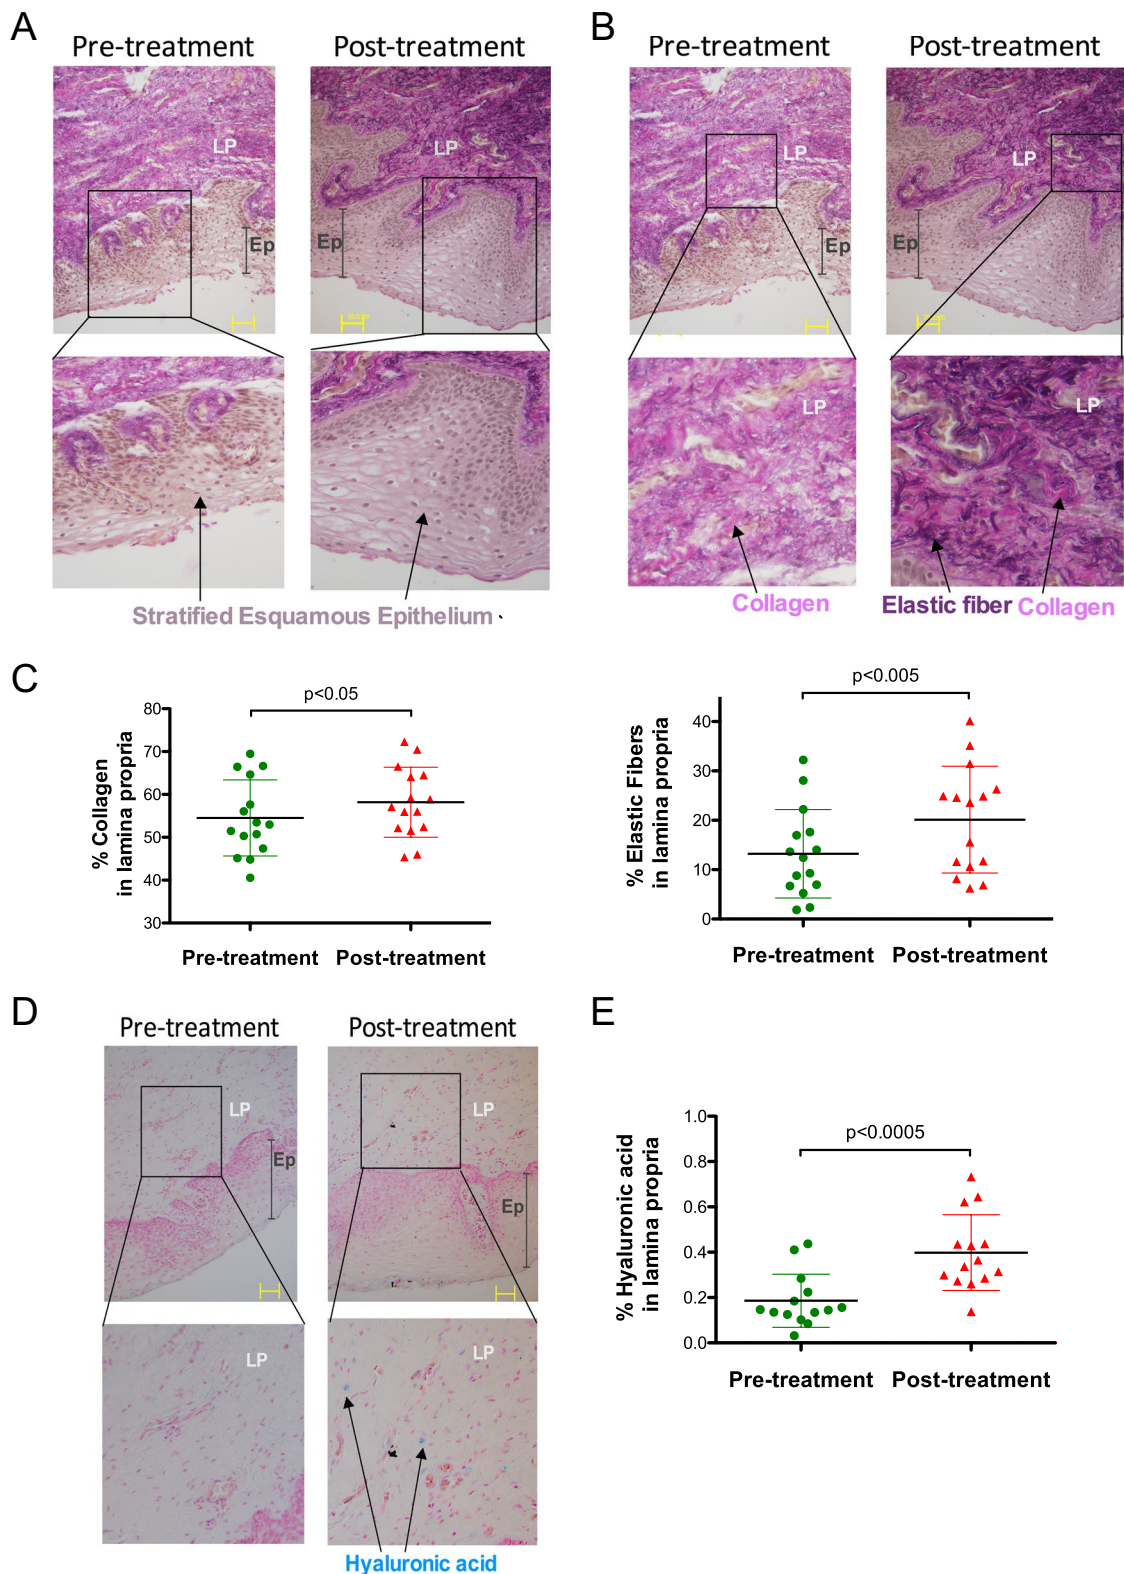 A
Pre-treatment
Post-treatment
LP
LP
Ep
Ep
Stratified Esquamous Epithelium
B
Pre-treatment
Post-treatment
LP
LP
Ep
Ep
LP
LP
Collagen
Elastic fiber
Collagen
C
p<0.05
% Collagen
in lamina propria
80
70
60
50
40
30
Pre-treatment
Post-treatment
p<0.005
% Elastic Fibers
in lamina propria
40
30
20
10
0
Pre-treatment
Post-treatment
D
Pre-treatment
Post-treatment
LP
LP
Ep
Ep
LP
LP
Hyaluronic acid
E
p<0.0005
% Hyaluronic acid
in lamina propria
1.0
0.8
0.6
0.4
0.2
0.0
Pre-treatment
Post-treatment